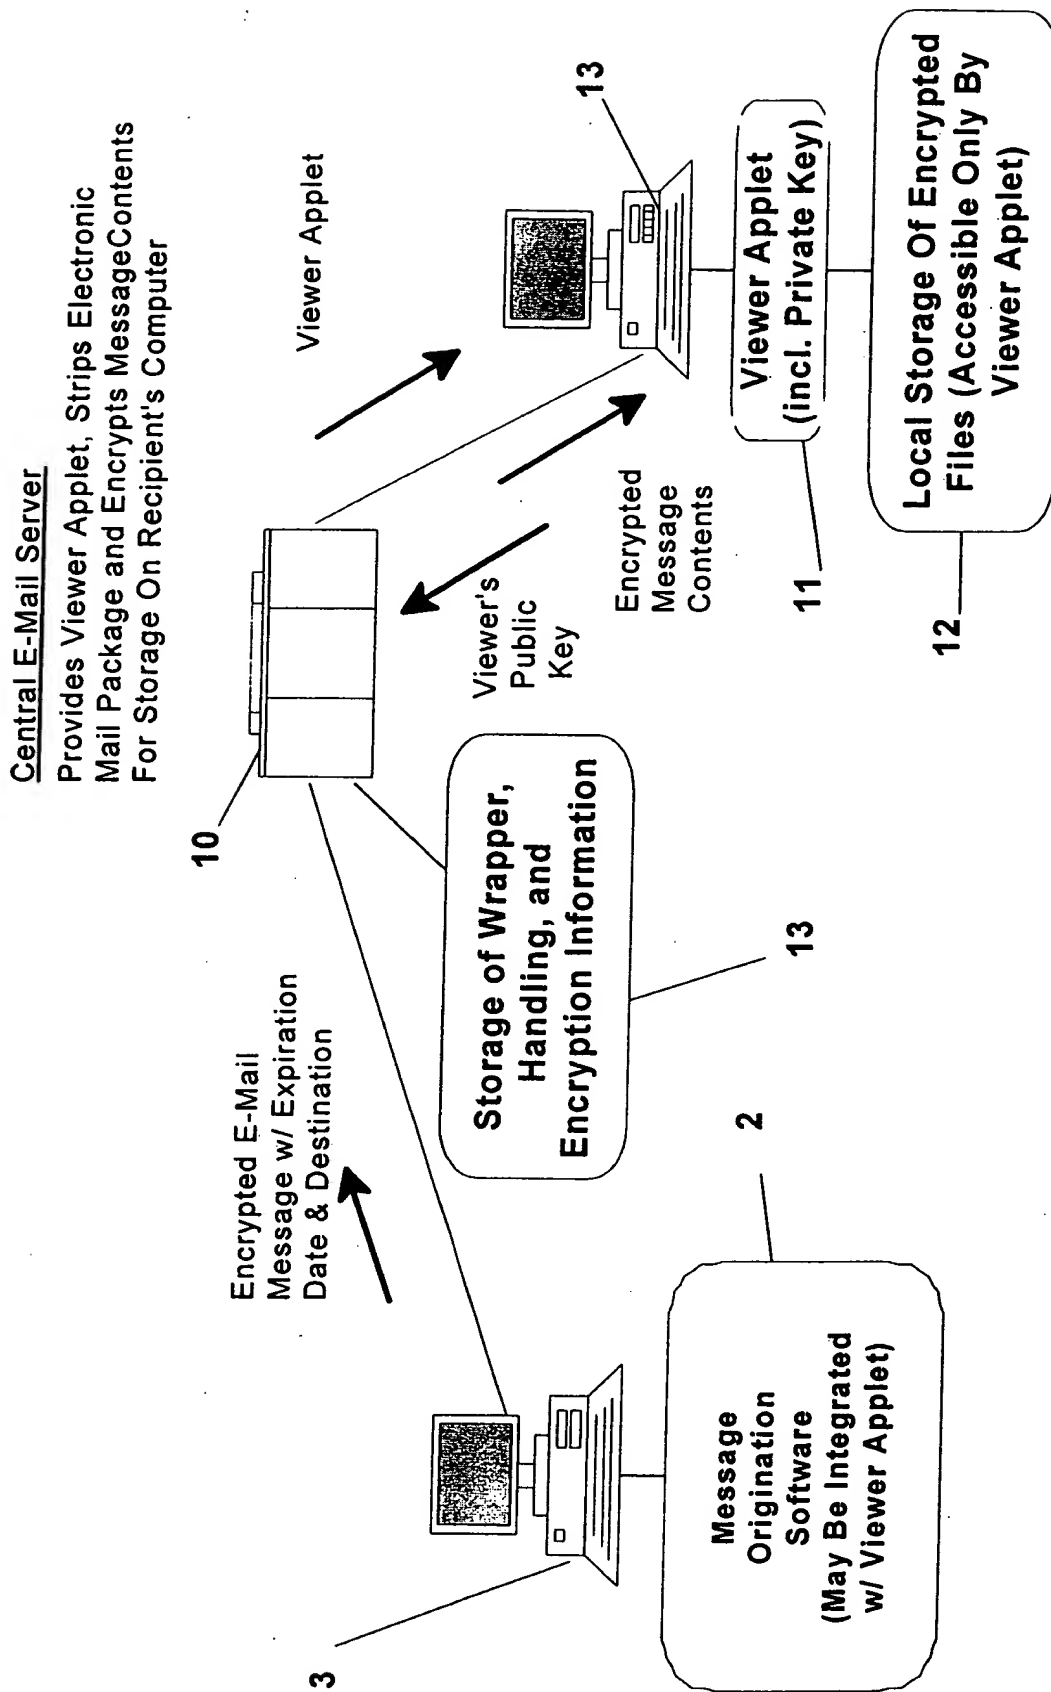 Central E-Mail Server
Provides Viewer Applet, Strips Electronic
Mail Package and Encrypts MessageContents
For Storage On Recipient's Computer
10
Encrypted E-Mail
Message w/ Expiration
Date & Destination
Viewer Applet
Viewer's
Public
Key
Encrypted
Message
Contents
13
Storage of Wrapper,
Handling, and
Encryption Information
13
3
Message
Origination
Software
(May Be Integrated
w/ Viewer Applet)
2
Viewer Applet
(incl. Private Key)
11
Local Storage Of Encrypted
Files (Accessible Only By
Viewer Applet)
12